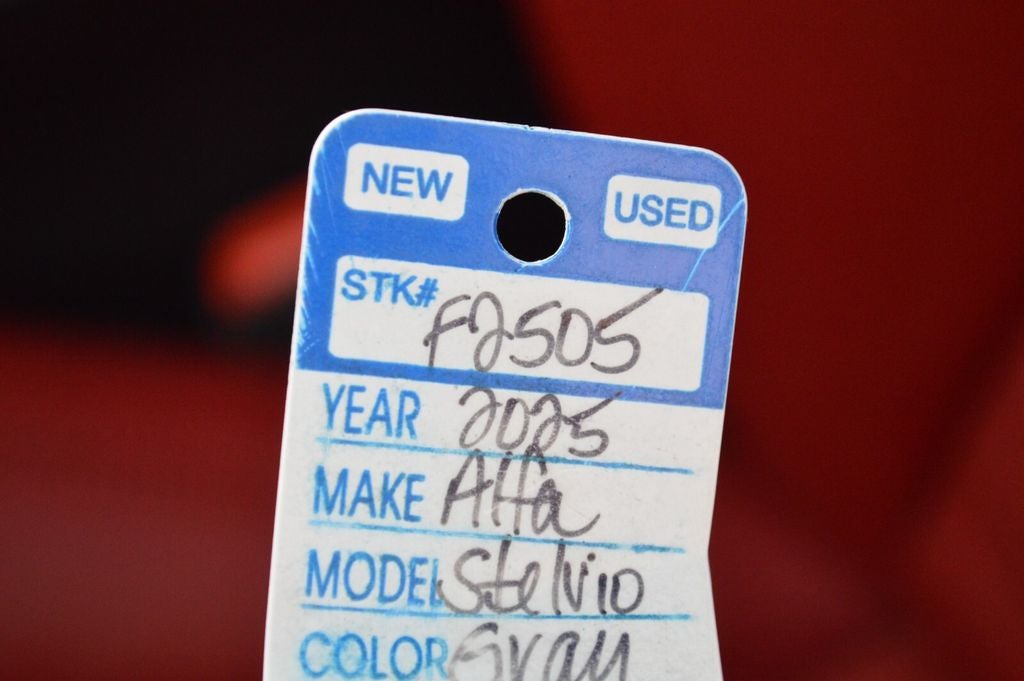 NEW USED
STK# F2505
YEAR 2025
MAKE Alfa
MODEL Stelvio
COLOR Gray